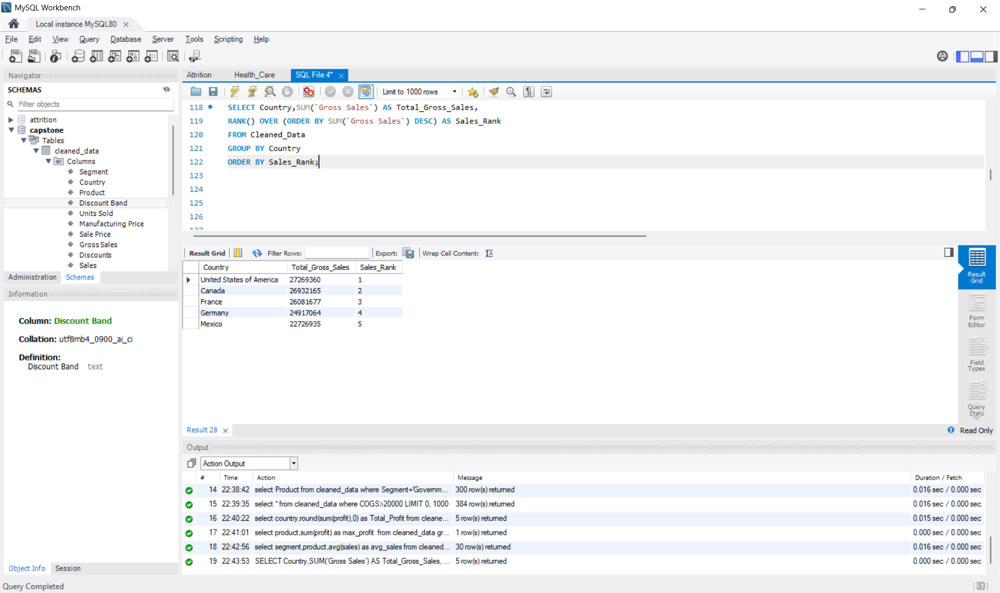 MySQL Workbench
Local instance MySQL80
File Edit View Query Database Server Tools Scripting Help
Navigator
SCHEMAS
Filter objects
attrition
capstone
Tables
cleaned_data
Columns
Segment
Country
Product
Discount Band
Units Sold
Manufacturing Price
Sale Price
Gross Sales
Discounts
Sales
Administration Schemas
Information
Column: Discount Band
Collation: utf8mb4_0900_ai_ci
Definition:
Discount Band text
Object Info Session
Attrition Health_Care SQL File 4*
Limit to 1000 rows
118 SELECT Country,SUM(`Gross Sales`) AS Total_Gross_Sales,
119 RANK() OVER (ORDER BY SUM(`Gross Sales`) DESC) AS Sales_Rank
120 FROM Cleaned_Data
121 GROUP BY Country
122 ORDER BY Sales_Rank;
123
124
125
126
127
Result Grid Filter Rows: Export: Wrap Cell Content:
Country Total_Gross_Sales Sales_Rank
United States of America 27269360 1
Canada 26932165 2
France 26081677 3
Germany 24917064 4
Mexico 22726935 5
Result
Grid
Form
Editor
Field
Types
Query
Stats
Result 28
Read Only
Output
Action Output
# Time Action Message Duration / Fetch
14 22:38:42 select Product from cleaned_data where Segment='Governm... 300 row(s) returned 0.016 sec / 0.000 sec
15 22:39:35 select * from cleaned_data where COGS>20000 LIMIT 0, 1000 384 row(s) returned 0.016 sec / 0.000 sec
16 22:40:22 select country,round(sum(profit),0) as Total_Profit from cleane... 5 row(s) returned 0.015 sec / 0.000 sec
17 22:41:01 select product,sum(profit) as max_profit from cleaned_data gr... 1 row(s) returned 0.000 sec / 0.000 sec
18 22:42:56 select segment,product,avg(sales) as avg_sales from cleaned... 30 row(s) returned 0.016 sec / 0.000 sec
19 22:43:53 SELECT Country,SUM(`Gross Sales`) AS Total_Gross_Sales, ... 5 row(s) returned 0.000 sec / 0.000 sec
Query Completed